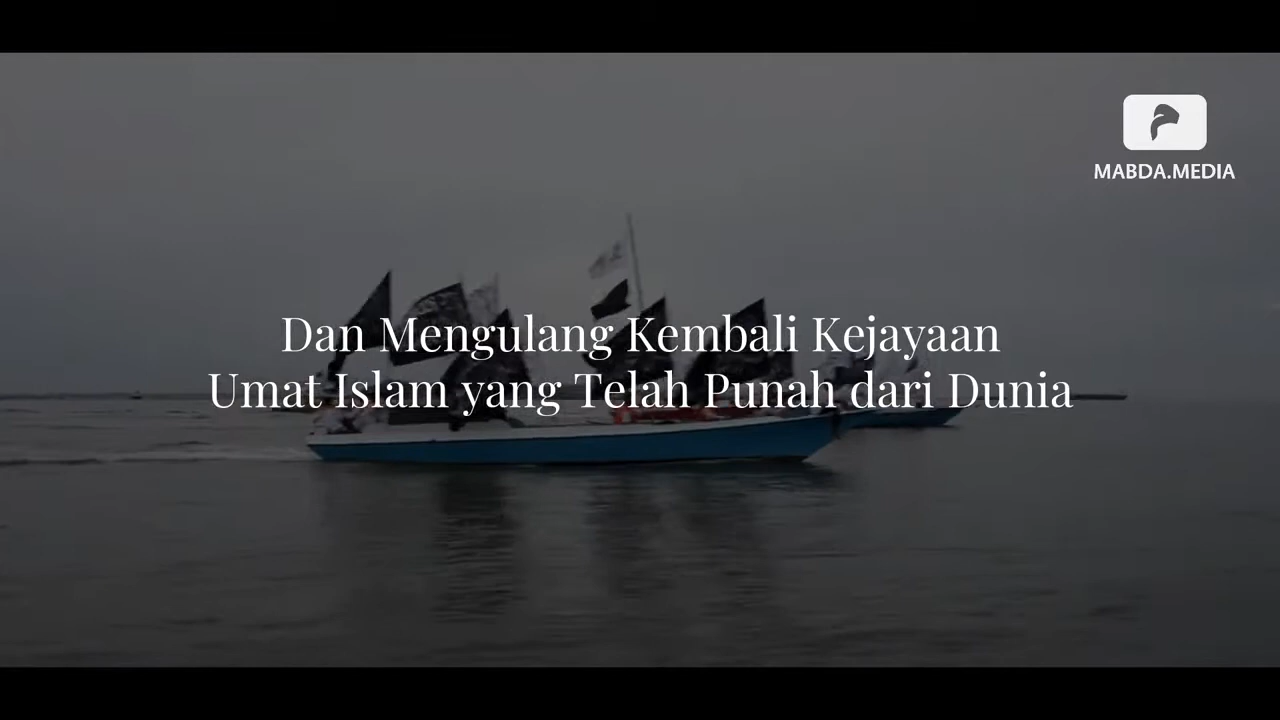 MABDA.MEDIA
Dan Mengulang Kembali Kejayaan
Umat Islam yang Telah Punah dari Dunia